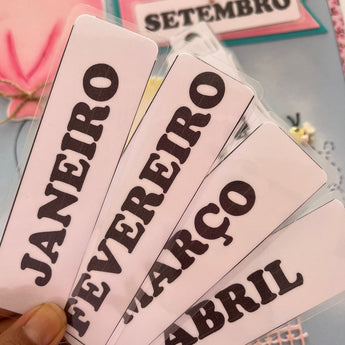 SETEMBRO
JANEIRO
FEVEREIRO
MARÇO
ABRIL